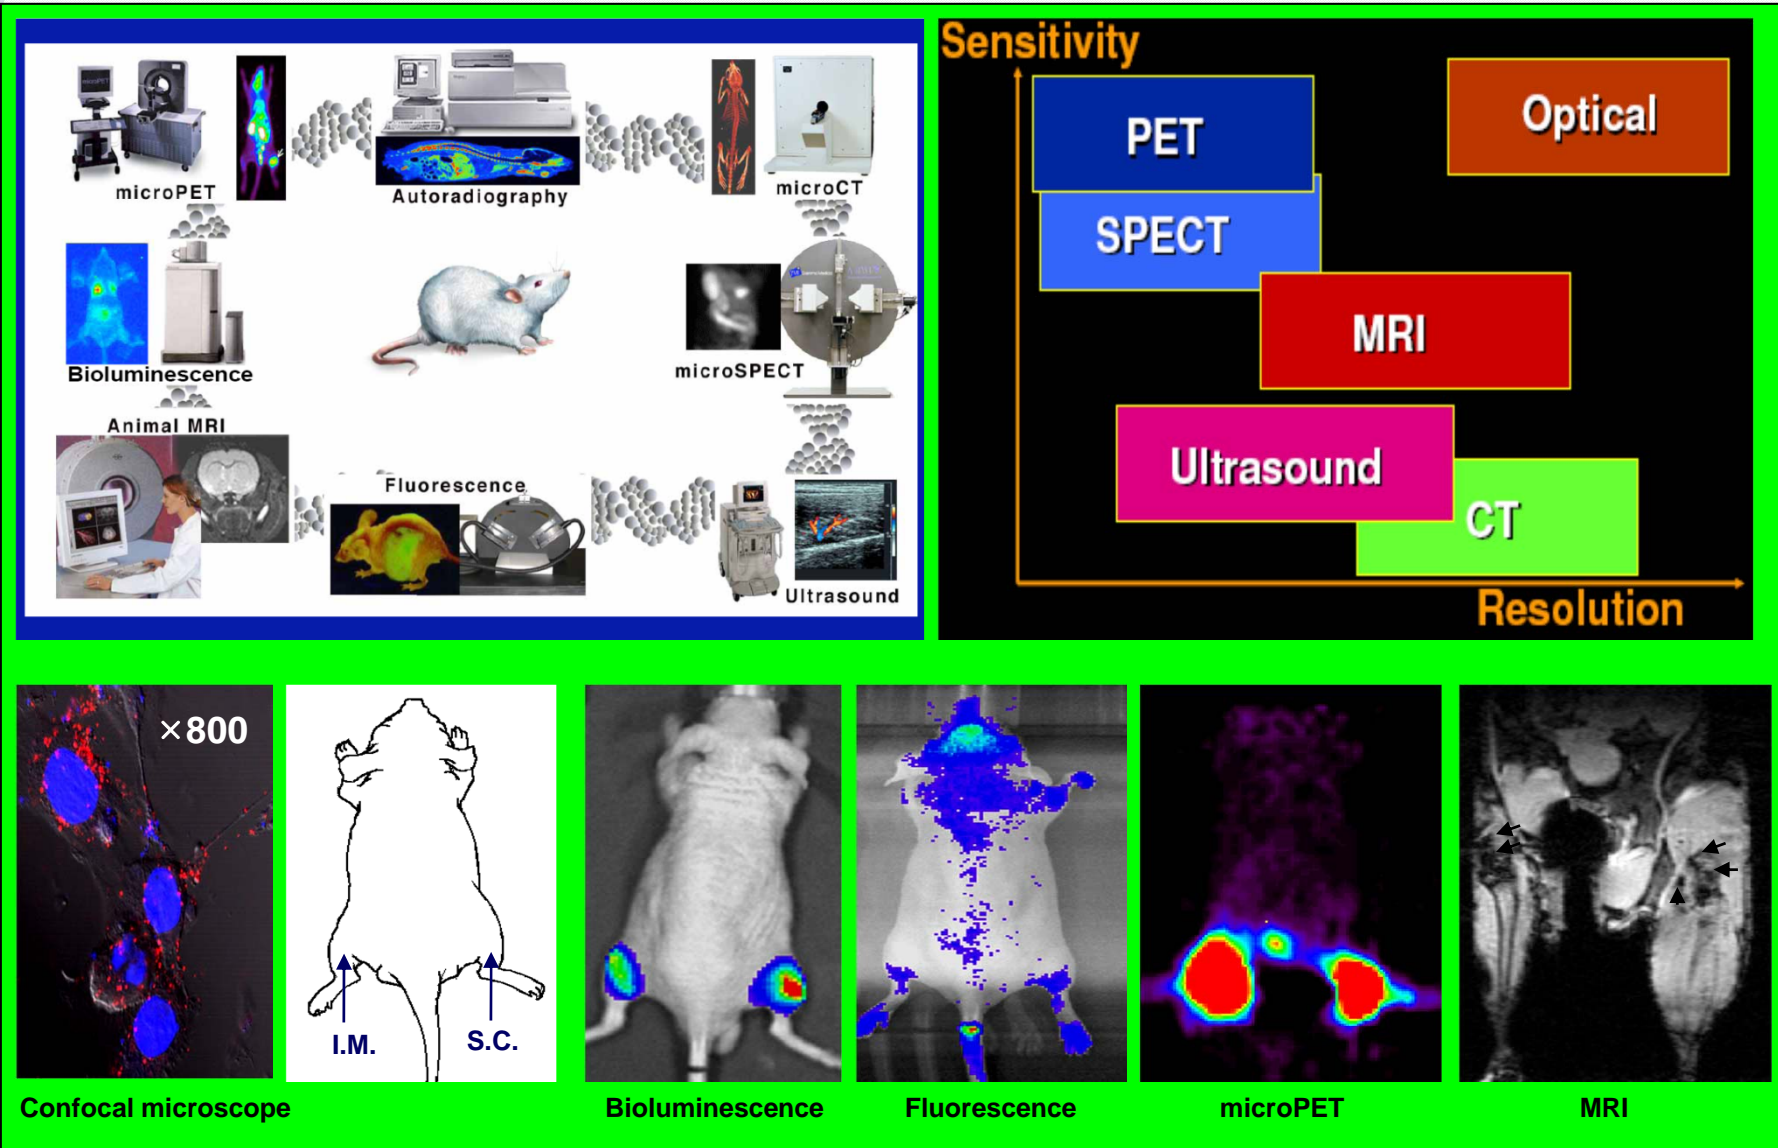 microPET
Autoradiography
microCT
Bioluminescence
microSPECT
Animal MRI
Fluorescence
Ultrasound
Sensitivity
PET
Optical
SPECT
MRI
Ultrasound
CT
Resolution
×800
I.M.
S.C.
Confocal microscope
Bioluminescence
Fluorescence
microPET
MRI